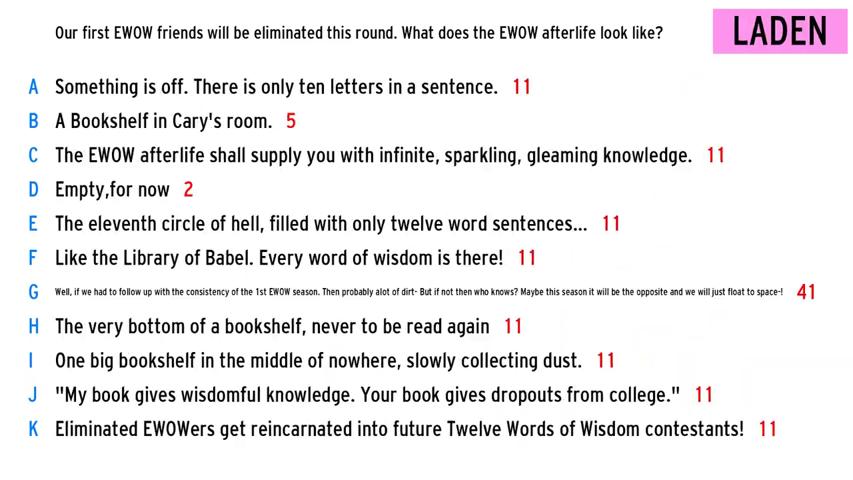 Our first EWOW friends will be eliminated this round. What does the EWOW afterlife look like?
LADEN
A Something is off. There is only ten letters in a sentence. 11
B A Bookshelf in Cary's room. 5
C The EWOW afterlife shall supply you with infinite, sparkling, gleaming knowledge. 11
D Empty,for now 2
E The eleventh circle of hell, filled with only twelve word sentences... 11
F Like the Library of Babel. Every word of wisdom is there! 11
G Well, if we had to follow up with the consistency of the 1st EWOW season. Then probably alot of dirt- But if not then who knows? Maybe this season it will be the opposite and we will just float to space-! 41
H The very bottom of a bookshelf, never to be read again 11
I One big bookshelf in the middle of nowhere, slowly collecting dust. 11
J "My book gives wisdomful knowledge. Your book gives dropouts from college." 11
K Eliminated EWOWers get reincarnated into future Twelve Words of Wisdom contestants! 11